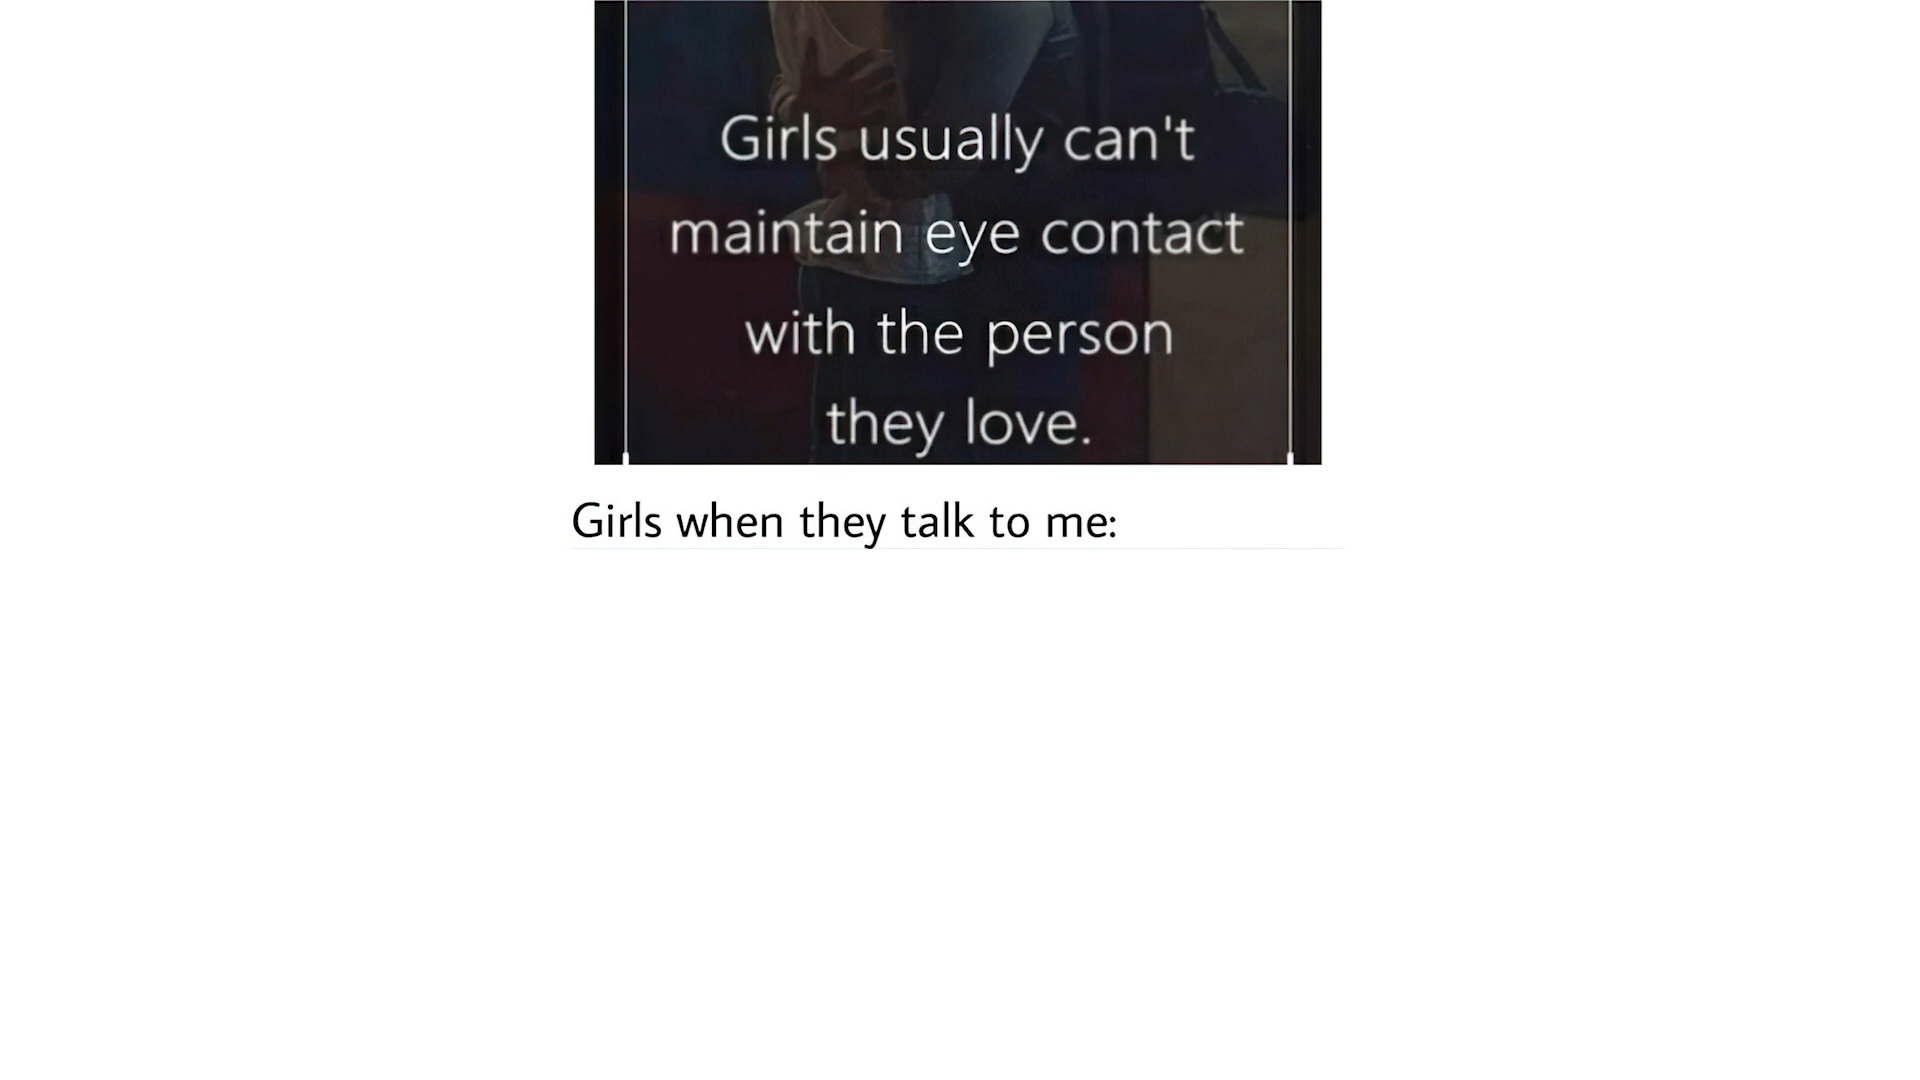 Girls usually can't
maintain eye contact
with the person
they love.
Girls when they talk to me: